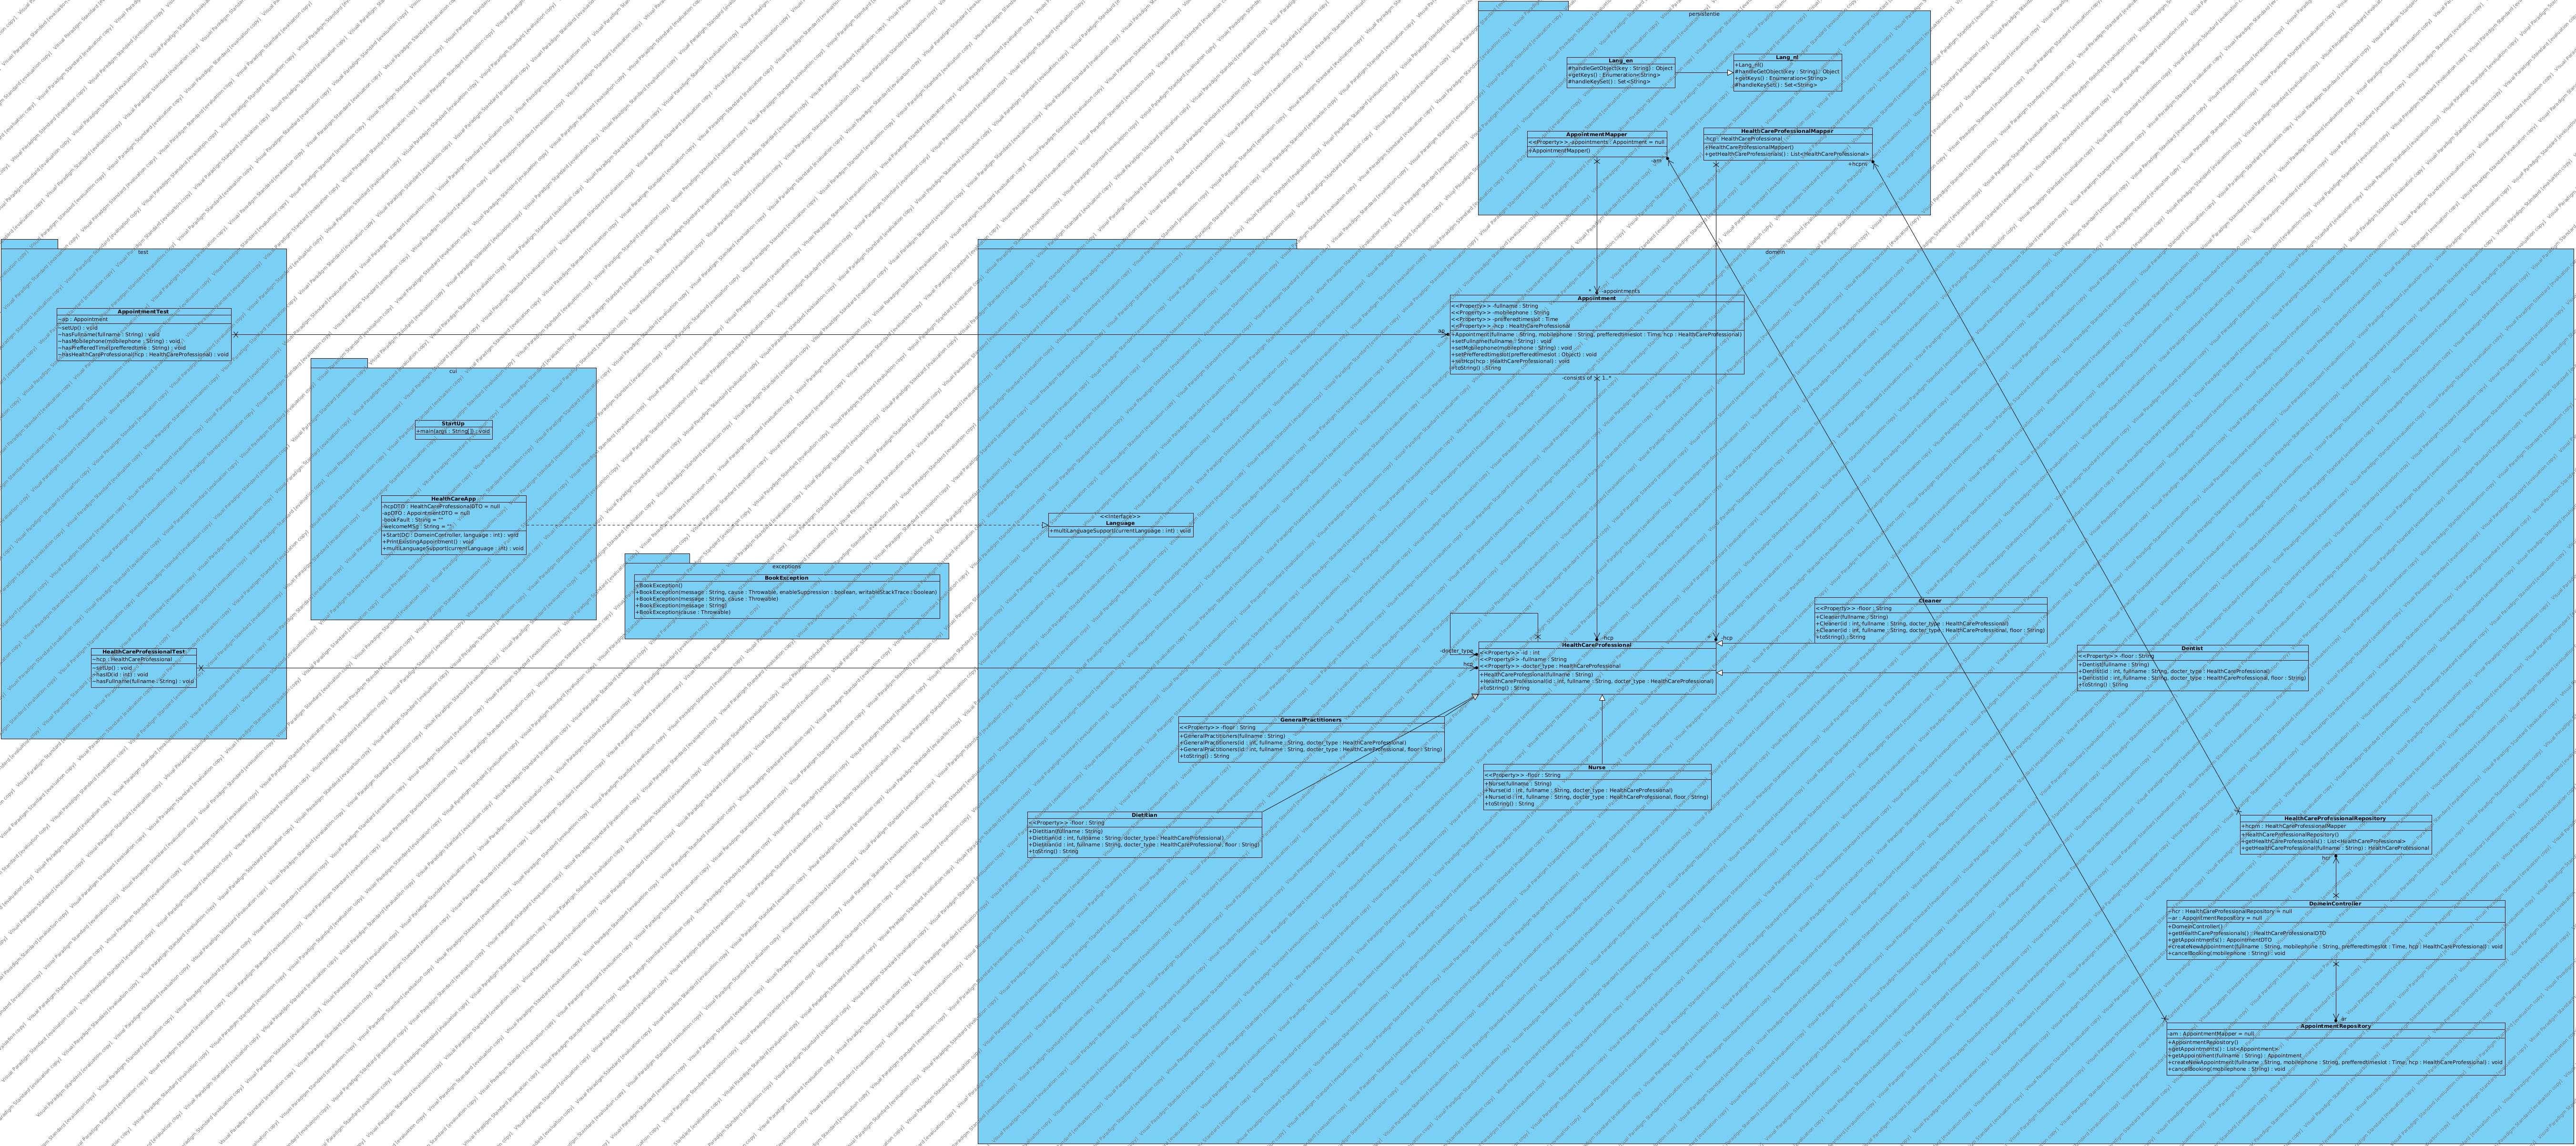 persistentie
Lang_en
#handleGetObject(key : String) : Object
+getKeys() : Enumeration<String>
#handleKeySet() : Set<String>
Lang_nl
+Lang_nl()
#handleGetObject(key : String) : Object
+getKeys() : Enumeration<String>
#handleKeySet() : Set<String>
AppointmentMapper
<<Property>> -appointments : Appointment = null
+AppointmentMapper()
-am
HealthCareProfessionalMapper
-hcp : HealthCareProfessional
+HealthCareProfessionalMapper()
+getHealthCareProfessionals() : List<HealthCareProfessional>
+hcpm
test
AppointmentTest
~ap : Appointment
~setUp() : void
~hasFullname(fullname : String) : void
~hasMobilephone(mobilephone : String) : void
~hasPrefferedTime(prefferedtime : String) : void
~hasHealthCareProfessional(hcp : HealthCareProfessional) : void
HealthCareProfessionalTest
~hcp : HealthCareProfessional
~setUp() : void
~hasID(id : int) : void
~hasFullname(fullname : String) : void
cui
StartUp
+main(args : String[]) : void
HealthCareApp
-hcpDTO : HealthCareProfessionalDTO = null
-apDTO : AppointmentDTO = null
-bookFault : String = ""
-welcomeMsg : String = ""
+Start(DC : DomeinController, language : int) : void
+PrintExistingAppointment() : void
+multiLanguageSupport(currentLanguage : int) : void
exceptions
BookException
+BookException()
+BookException(message : String, cause : Throwable, enableSuppression : boolean, writableStackTrace : boolean)
+BookException(message : String, cause : Throwable)
+BookException(message : String)
+BookException(cause : Throwable)
domein
* -appointments
Appointment
<<Property>> -fullname : String
<<Property>> -mobilephone : String
<<Property>> -prefferedtimeslot : Time
<<Property>> -hcp : HealthCareProfessional
+Appointment(fullname : String, mobilephone : String, prefferedtimeslot : Time, hcp : HealthCareProfessional)
+setFullname(fullname : String) : void
+setMobilephone(mobilephone : String) : void
+setPrefferedtimeslot(prefferedtimeslot : Object) : void
+setHcp(hcp : HealthCareProfessional) : void
+toString() : String
ap
-consists of 1..*
<<Interface>>
Language
+multiLanguageSupport(currentLanguage : int) : void
-hcp
* -hcp
-docter_type
hcp
HealthCareProfessional
<<Property>> -id : int
<<Property>> -fullname : String
<<Property>> -docter_type : HealthCareProfessional
+HealthCareProfessional(fullname : String)
+HealthCareProfessional(id : int, fullname : String, docter_type : HealthCareProfessional)
+toString() : String
Cleaner
<<Property>> -floor : String
+Cleaner(fullname : String)
+Cleaner(id : int, fullname : String, docter_type : HealthCareProfessional)
+Cleaner(id : int, fullname : String, docter_type : HealthCareProfessional, floor : String)
+toString() : String
Dentist
<<Property>> -floor : String
+Dentist(fullname : String)
+Dentist(id : int, fullname : String, docter_type : HealthCareProfessional)
+Dentist(id : int, fullname : String, docter_type : HealthCareProfessional, floor : String)
+toString() : String
GeneralPractitioners
<<Property>> -floor : String
+GeneralPractitioners(fullname : String)
+GeneralPractitioners(id : int, fullname : String, docter_type : HealthCareProfessional)
+GeneralPractitioners(id : int, fullname : String, docter_type : HealthCareProfessional, floor : String)
+toString() : String
Nurse
<<Property>> -floor : String
+Nurse(fullname : String)
+Nurse(id : int, fullname : String, docter_type : HealthCareProfessional)
+Nurse(id : int, fullname : String, docter_type : HealthCareProfessional, floor : String)
+toString() : String
Dietitian
<<Property>> -floor : String
+Dietitian(fullname : String)
+Dietitian(id : int, fullname : String, docter_type : HealthCareProfessional)
+Dietitian(id : int, fullname : String, docter_type : HealthCareProfessional, floor : String)
+toString() : String
HealthCareProfessionalRepository
+hcpm : HealthCareProfessionalMapper
+HealthCareProfessionalRepository()
+getHealthCareProfessionals() : List<HealthCareProfessional>
+getHealthCareProfessional(fullname : String) : HealthCareProfessional
hcr
DomeinController
~hcr : HealthCareProfessionalRepository = null
~ar : AppointmentRepository = null
+DomeinController()
+getHealthCareProfessionals() : HealthCareProfessionalDTO
+getAppointments() : AppointmentDTO
+createNewAppointment(fullname : String, mobilephone : String, prefferedtimeslot : Time, hcp : HealthCareProfessional) : void
+cancelBooking(mobilephone : String) : void
ar
AppointmentRepository
-am : AppointmentMapper = null
+AppointmentRepository()
+getAppointments() : List<Appointment>
+getAppointment(fullname : String) : Appointment
+createNewAppointment(fullname : String, mobilephone : String, prefferedtimeslot : Time, hcp : HealthCareProfessional) : void
+cancelBooking(mobilephone : String) : void
Visual Paradigm Standard [evaluation copy]